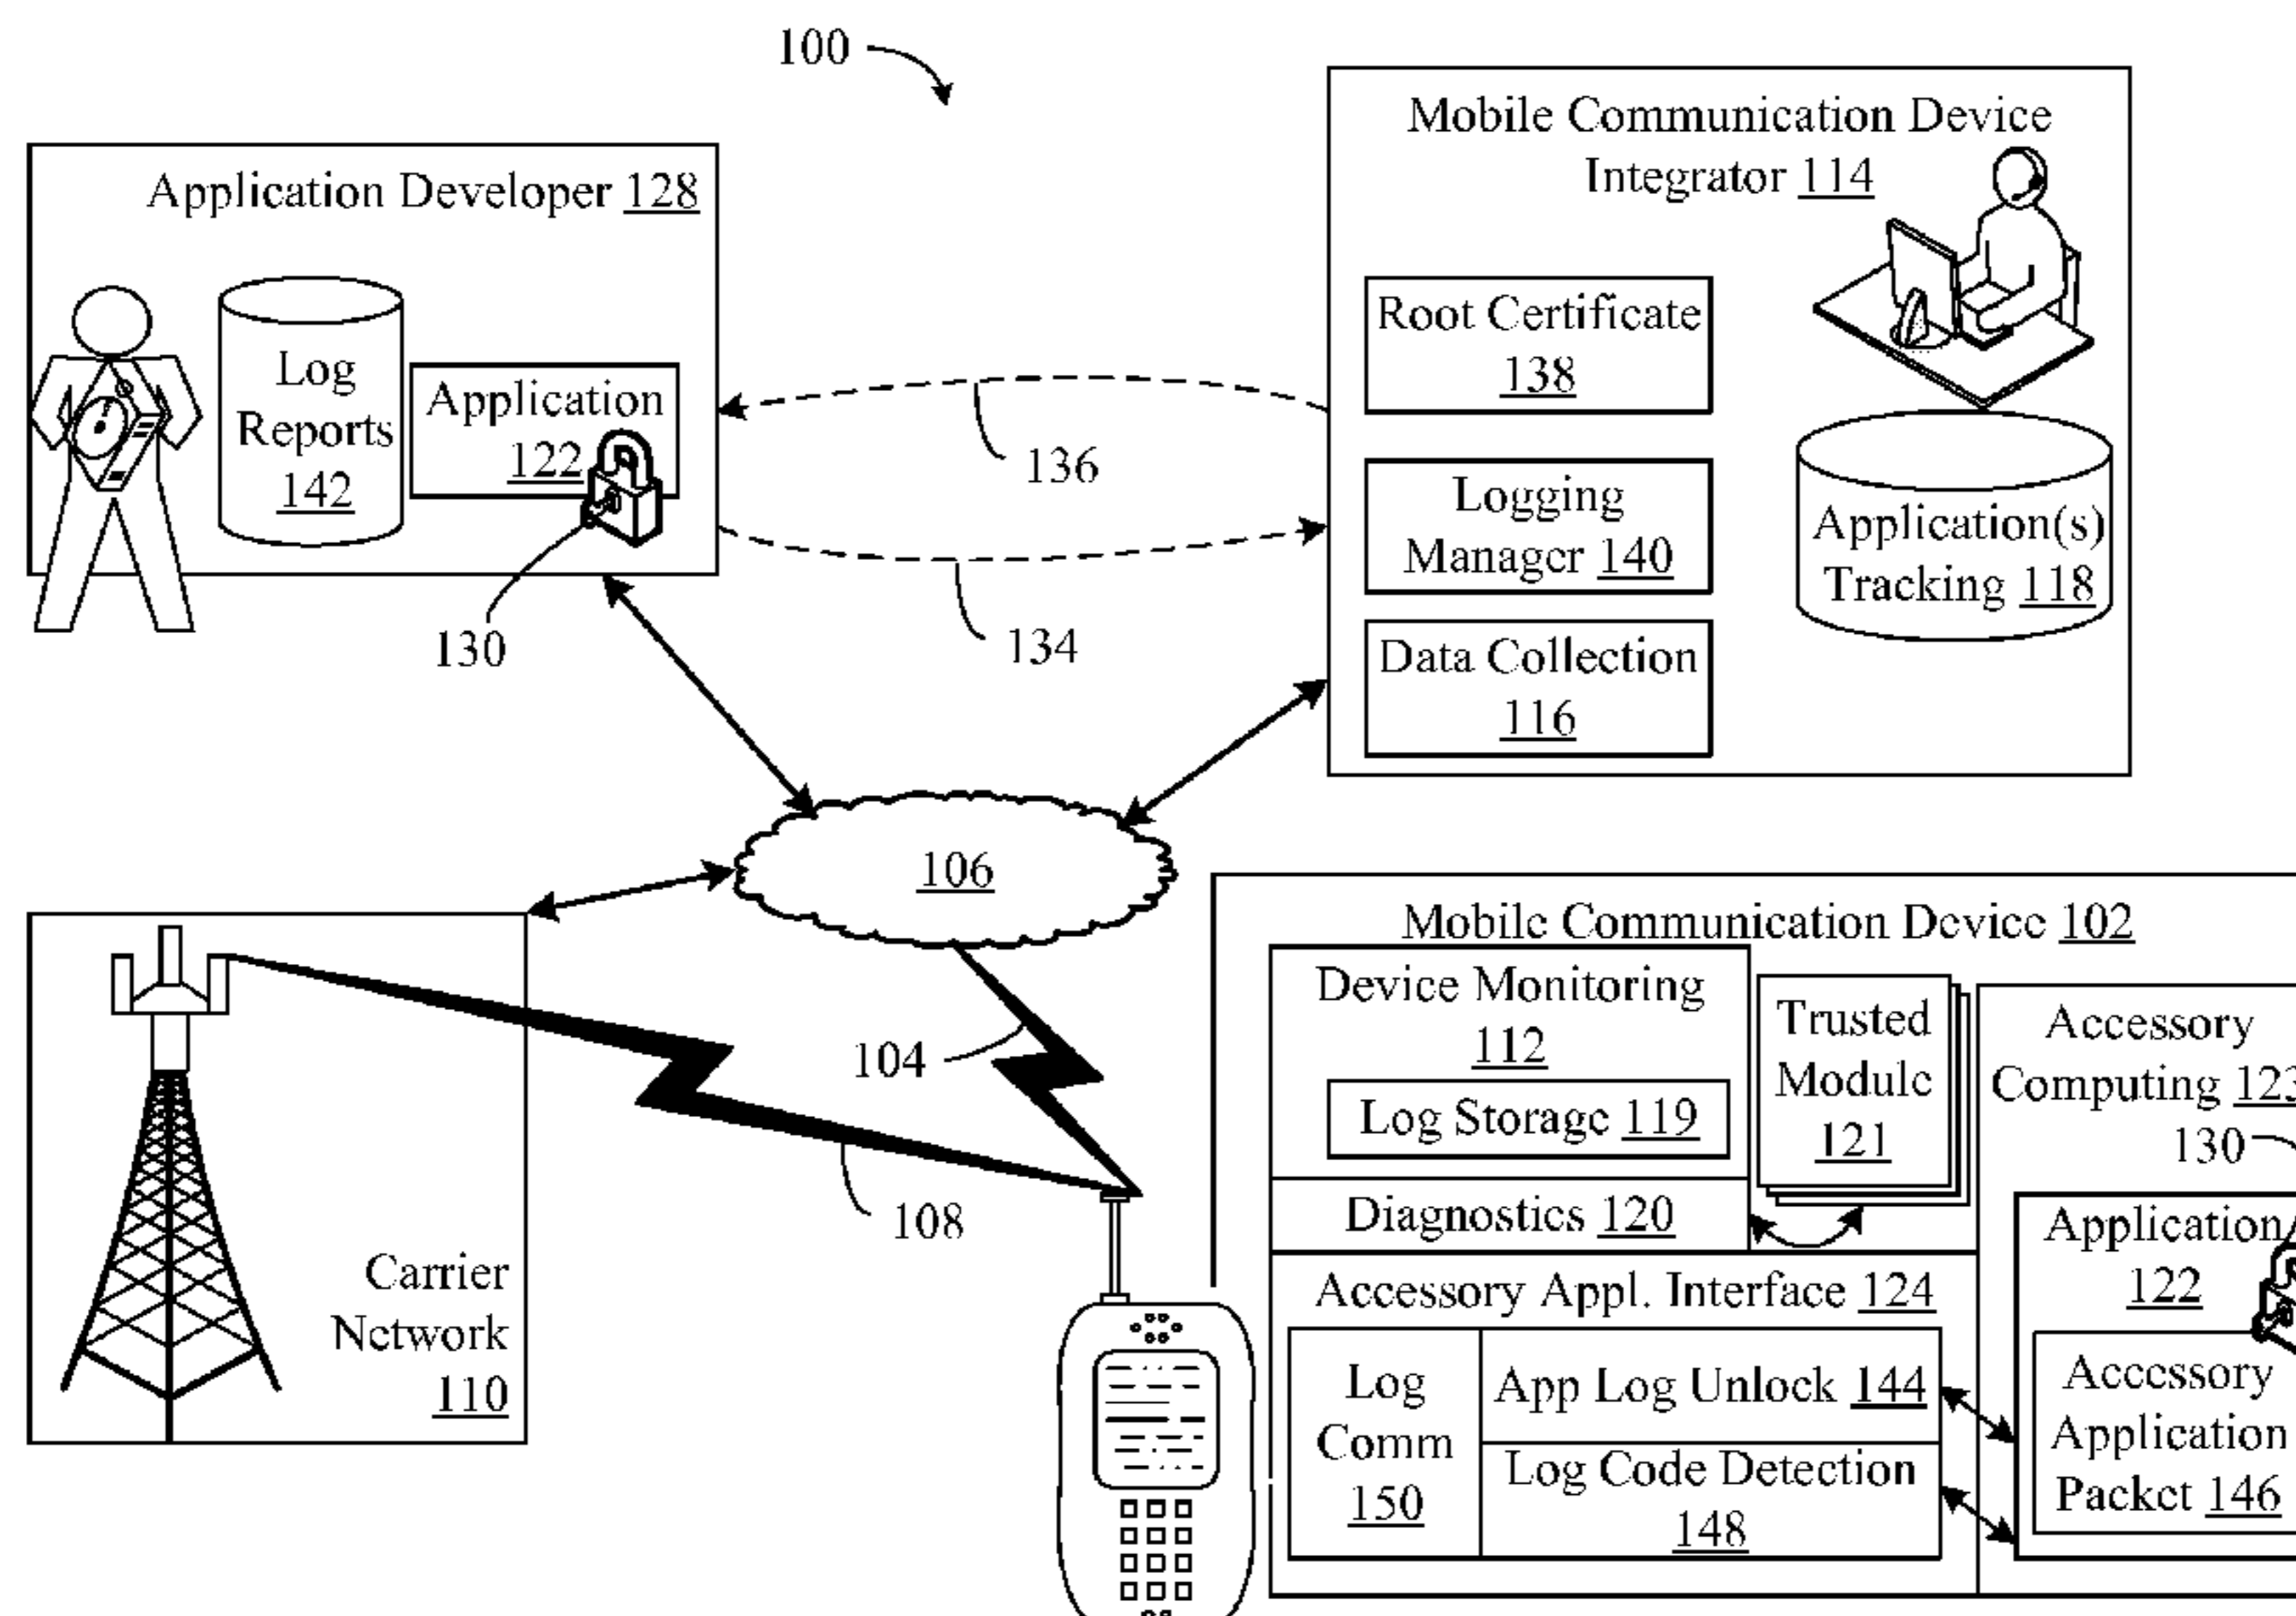 100
Application Developer 128
Log
Reports
142
Application
122
130
136
134
Mobile Communication Device
Integrator 114
Root Certificate
138
Logging
Manager 140
Data Collection
116
Application(s)
Tracking 118
106
Carrier
Network
110
104
108
Mobile Communication Device 102
Device Monitoring
112
Log Storage 119
Diagnostics 120
Trusted
Module
121
Accessory
Computing 123
130
Accessory Appl. Interface 124
Log
Comm
150
App Log Unlock 144
Log Code Detection
148
Application
122
Accessory
Application
Packet 146